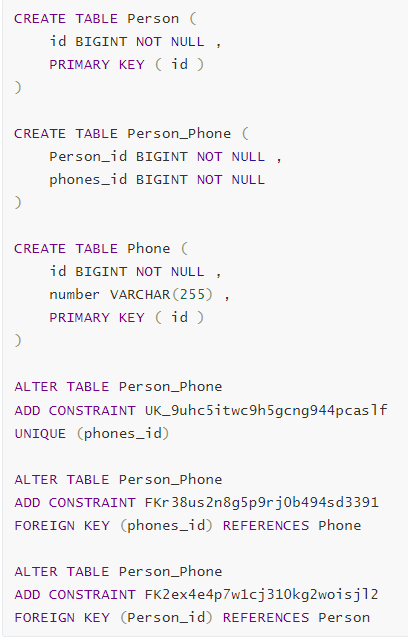 CREATE TABLE Person (
    id BIGINT NOT NULL ,
    PRIMARY KEY ( id )
)

CREATE TABLE Person_Phone (
    Person_id BIGINT NOT NULL ,
    phones_id BIGINT NOT NULL
)

CREATE TABLE Phone (
    id BIGINT NOT NULL ,
    number VARCHAR(255) ,
    PRIMARY KEY ( id )
)

ALTER TABLE Person_Phone
ADD CONSTRAINT UK_9uhc5itwc9h5gcng944pcaslf
UNIQUE (phones_id)

ALTER TABLE Person_Phone
ADD CONSTRAINT FKr38us2n8g5p9rj0b494sd3391
FOREIGN KEY (phones_id) REFERENCES Phone

ALTER TABLE Person_Phone
ADD CONSTRAINT FK2ex4e4p7w1cj310kg2woisjl2
FOREIGN KEY (Person_id) REFERENCES Person